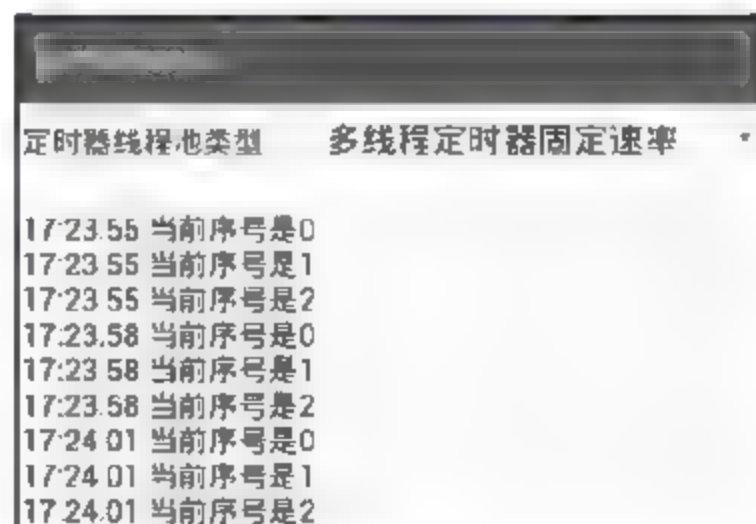 定时器线程池类型 多线程定时器固定速率
17:23:55 当前序号是0
17:23:55 当前序号是1
17:23:55 当前序号是2
17:23:58 当前序号是0
17:23:58 当前序号是1
17:23:58 当前序号是2
17:24:01 当前序号是0
17:24:01 当前序号是1
17:24:01 当前序号是2